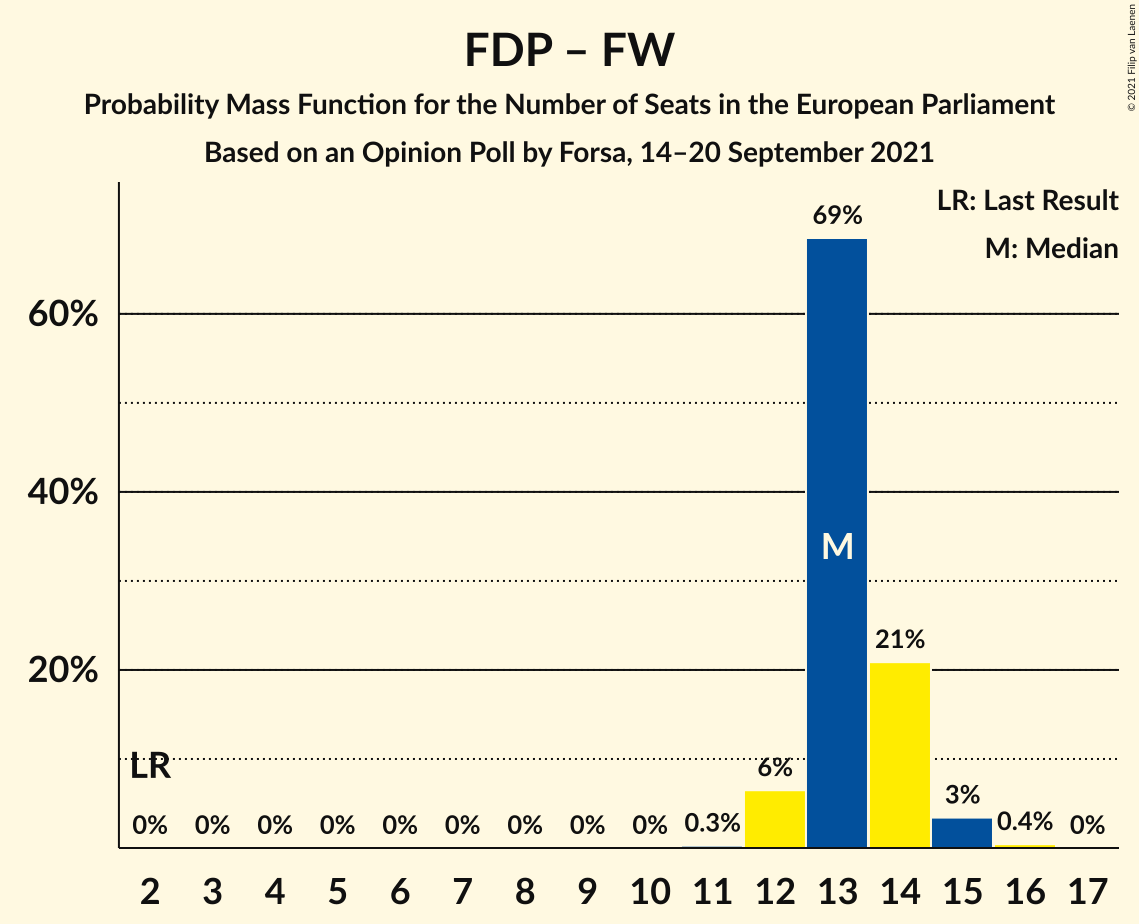 FDP – FW
Probability Mass Function for the Number of Seats in the European Parliament
Based on an Opinion Poll by Forsa, 14–20 September 2021
© 2021 Filip van Laenen
LR: Last Result
M: Median
69%
60%
40%
M
21%
20%
LR
6%
3%
0% 0% 0% 0% 0% 0% 0% 0% 0% 0.3% 0.4% 0%
2 3 4 5 6 7 8 9 10 11 12 13 14 15 16 17